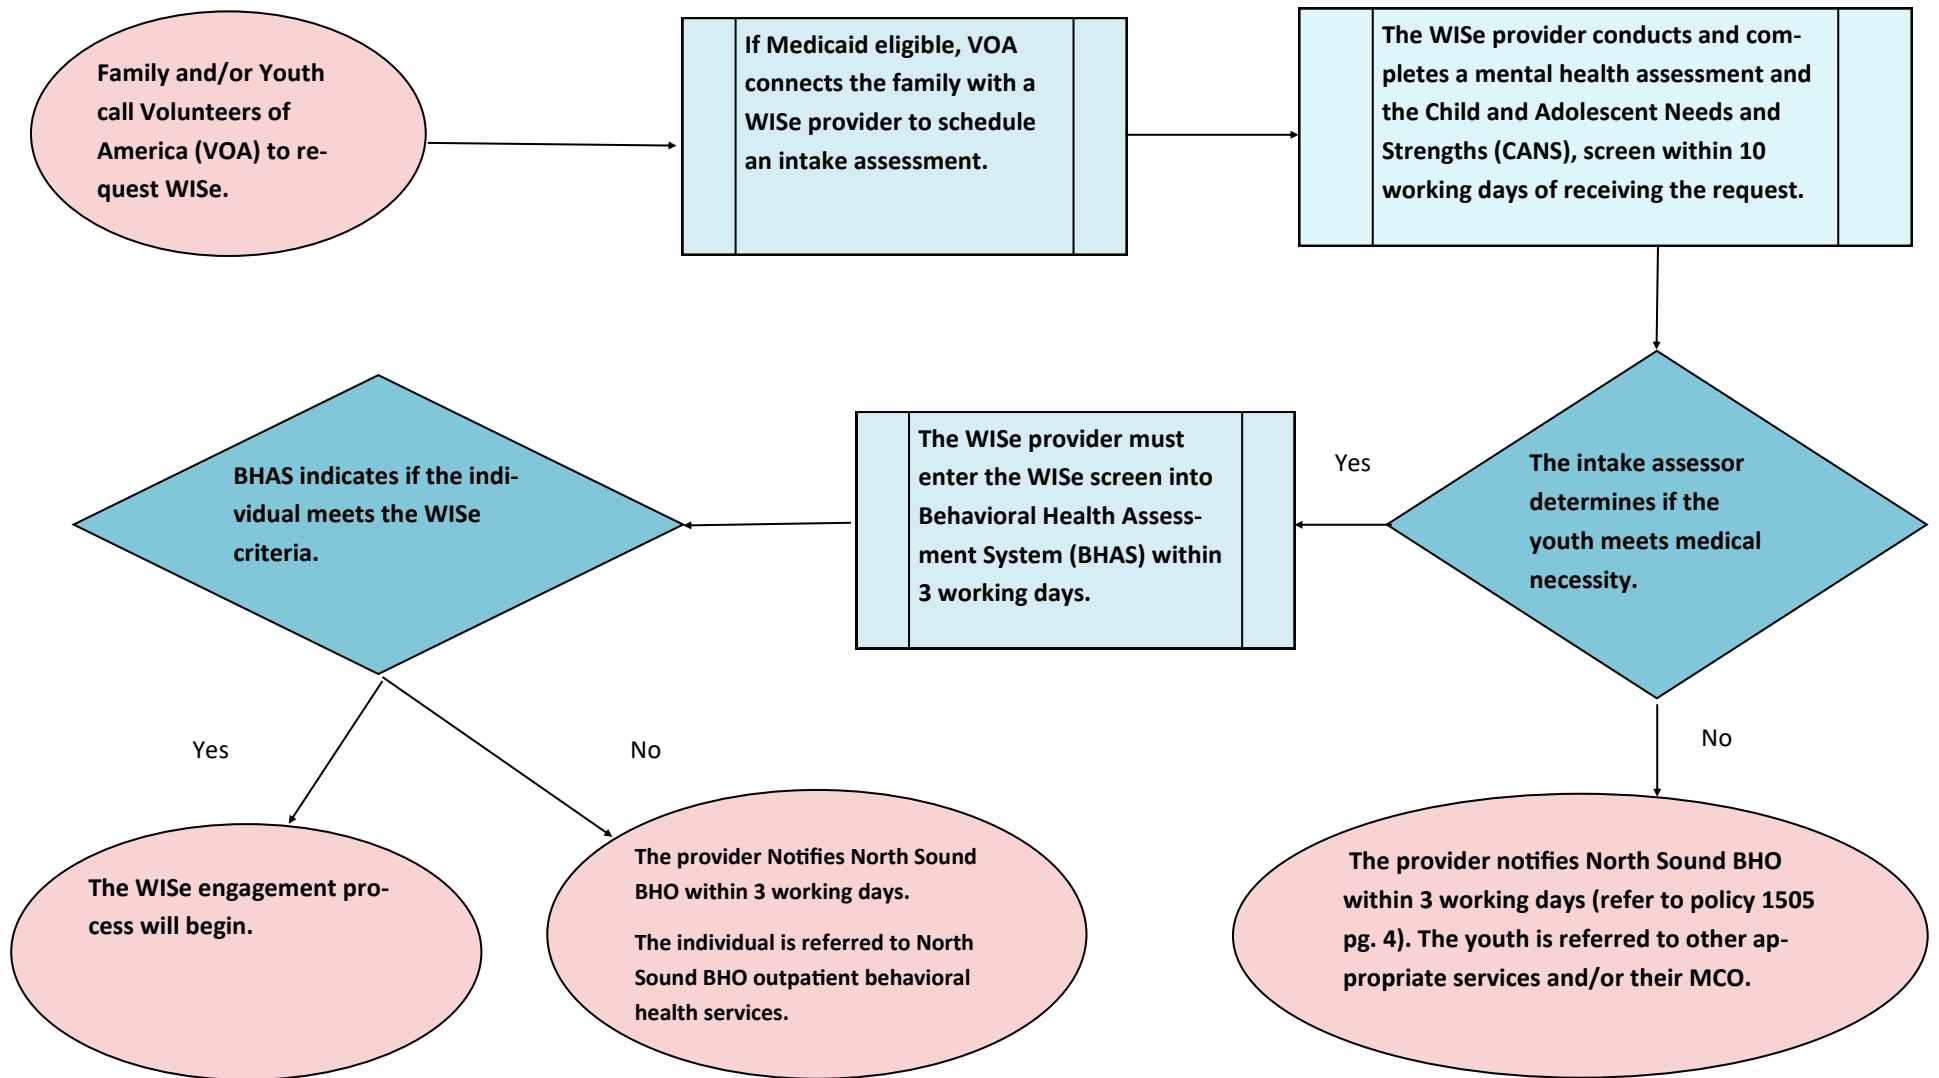 Family and/or Youth
call Volunteers of
America (VOA) to re-
quest WISe.
If Medicaid eligible, VOA
connects the family with a
WISe provider to schedule
an intake assessment.
The WISe provider conducts and com-
pletes a mental health assessment and
the Child and Adolescent Needs and
Strengths (CANS), screen within 10
working days of receiving the request.
The intake assessor
determines if the
youth meets medical
necessity.
Yes
The WISe provider must
enter the WISe screen into
Behavioral Health Assess-
ment System (BHAS) within
3 working days.
BHAS indicates if the indi-
vidual meets the WISe
criteria.
Yes
No
No
The WISe engagement pro-
cess will begin.
The provider Notifies North Sound
BHO within 3 working days.
The individual is referred to North
Sound BHO outpatient behavioral
health services.
The provider notifies North Sound BHO
within 3 working days (refer to policy 1505
pg. 4). The youth is referred to other ap-
propriate services and/or their MCO.